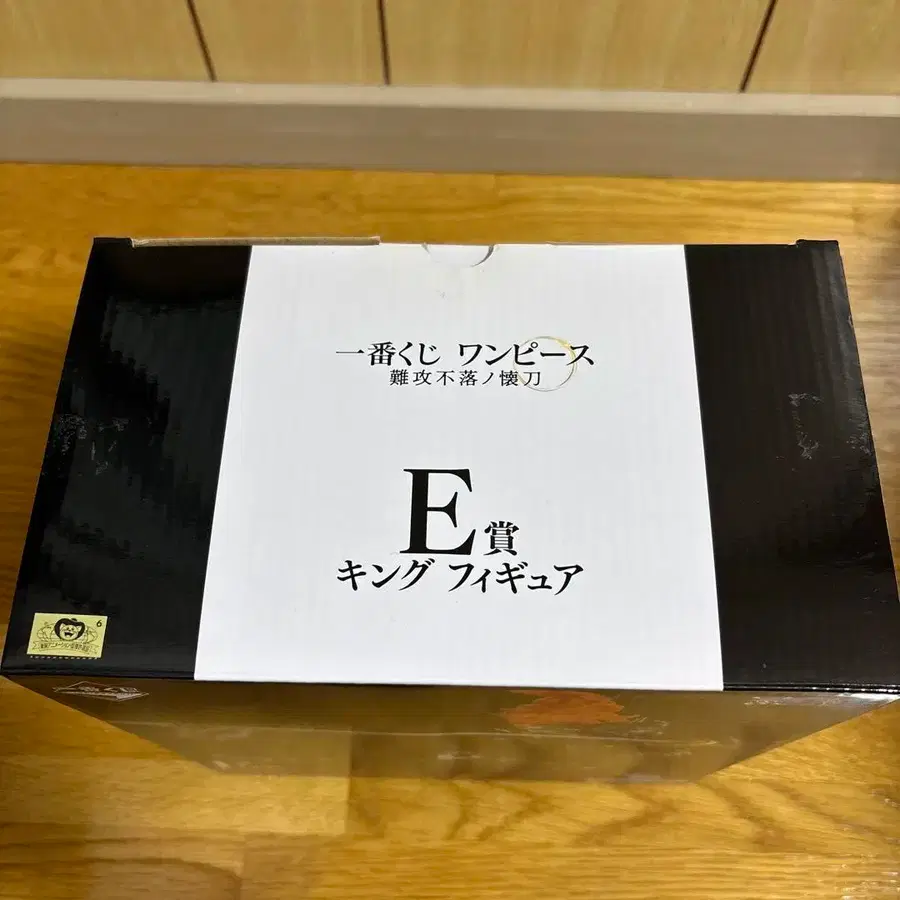 一番くじ ワンピース
難攻不落ノ懐刀
E賞
キング フィギュア
6